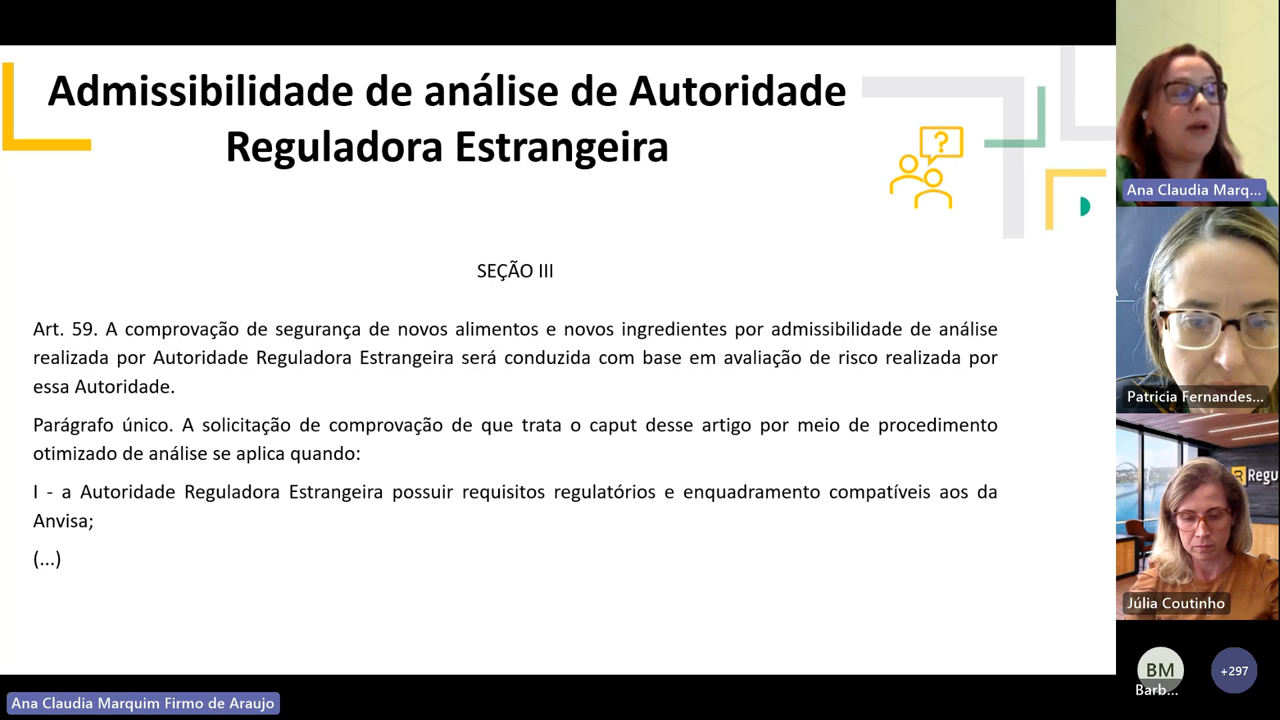 Admissibilidade de análise de Autoridade
Reguladora Estrangeira
?
SEÇÃO III
Art. 59. A comprovação de segurança de novos alimentos e novos ingredientes por admissibilidade de análise
realizada por Autoridade Reguladora Estrangeira será conduzida com base em avaliação de risco realizada por
essa Autoridade.
Parágrafo único. A solicitação de comprovação de que trata o caput desse artigo por meio de procedimento
otimizado de análise se aplica quando:
I - a Autoridade Reguladora Estrangeira possuir requisitos regulatórios e enquadramento compatíveis aos da
Anvisa;
(...)
Ana Claudia Marquim Firmo de Araujo
Ana Claudia Marq...
A
Patricia Fernandes...
R Regu
Júlia Coutinho
BM
Barb...
+297